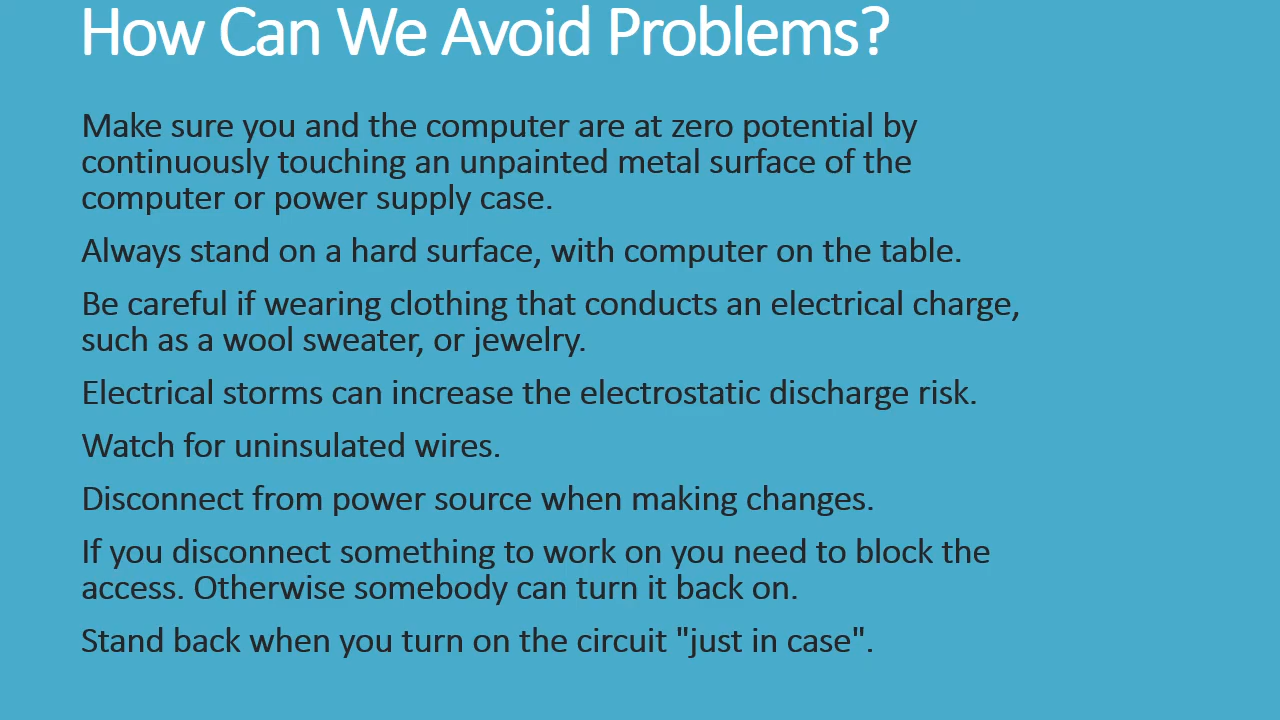 How Can We Avoid Problems?
Make sure you and the computer are at zero potential by
continuously touching an unpainted metal surface of the
computer or power supply case.
Always stand on a hard surface, with computer on the table.
Be careful if wearing clothing that conducts an electrical charge,
such as a wool sweater, or jewelry.
Electrical storms can increase the electrostatic discharge risk.
Watch for uninsulated wires.
Disconnect from power source when making changes.
If you disconnect something to work on you need to block the
access. Otherwise somebody can turn it back on.
Stand back when you turn on the circuit "just in case".